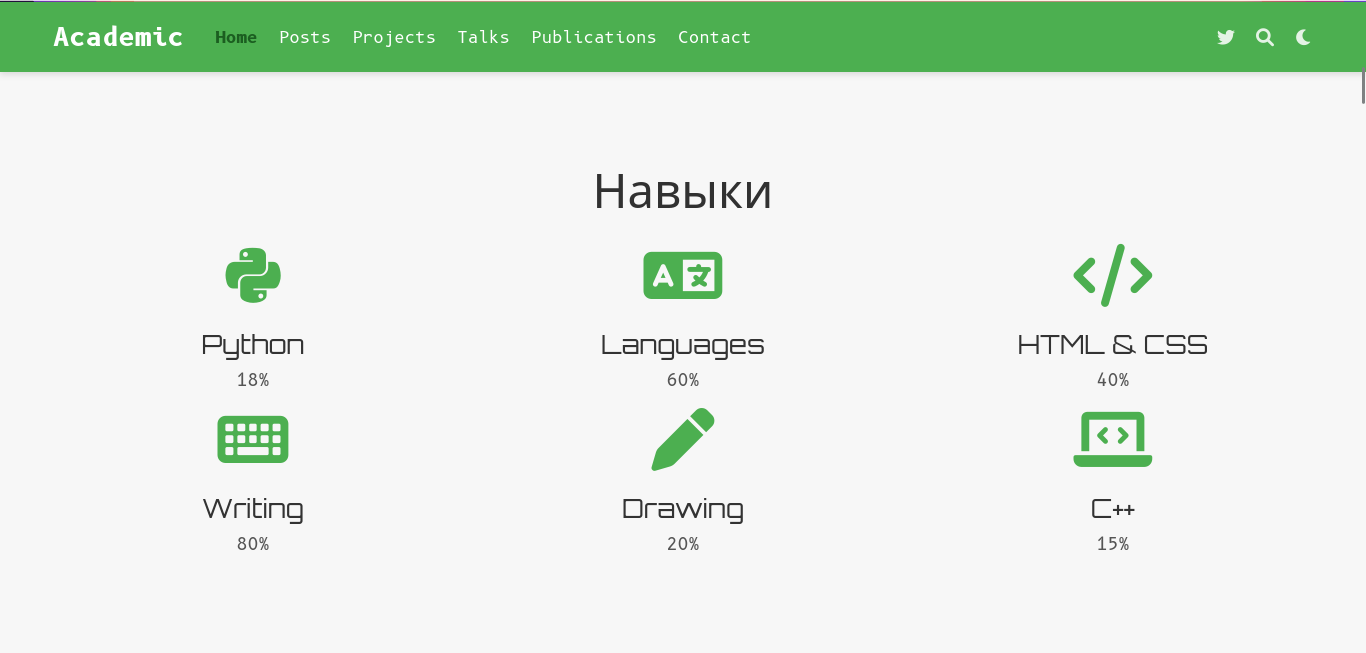 Academic Home Posts Projects Talks Publications Contact
Навыки
Python Languages HTML & CSS
18% 60% 40%
Writing Drawing C++
80% 20% 15%